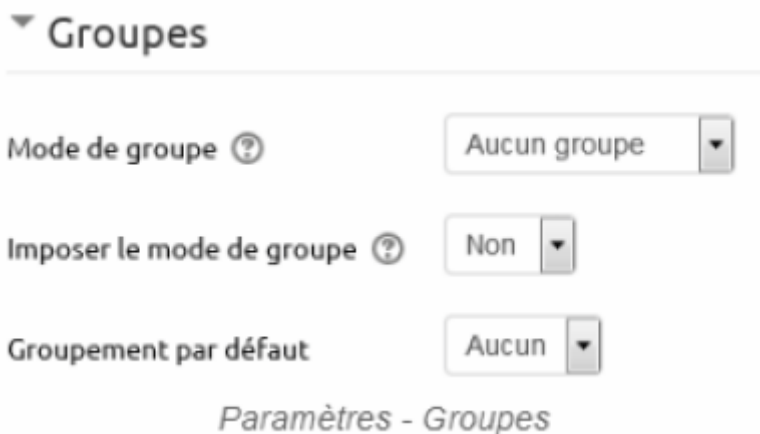 Groupes
Mode de groupe Aucun groupe
Imposer le mode de groupe Non
Groupement par défaut Aucun
Paramètres - Groupes